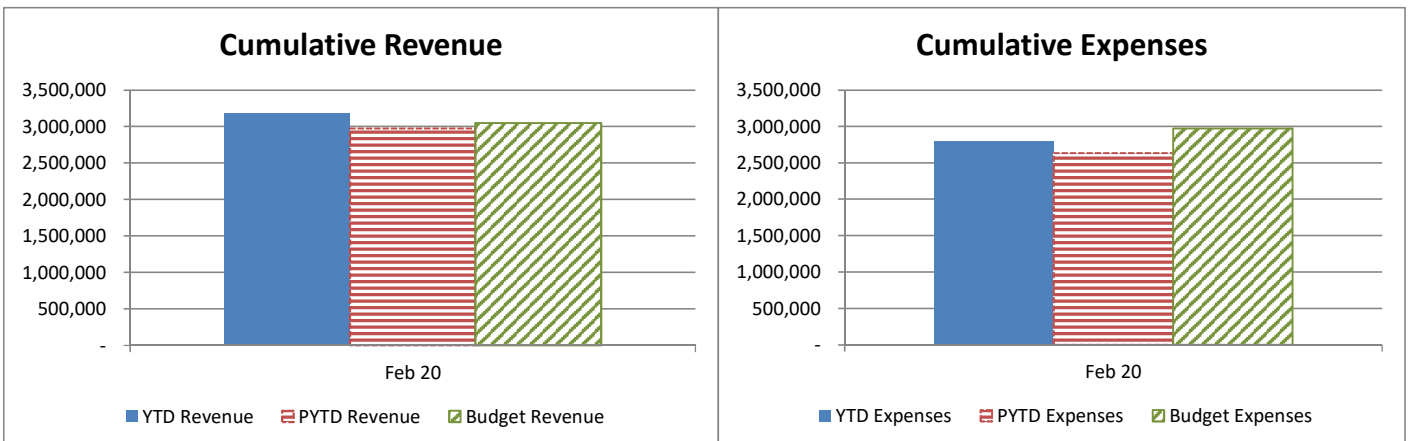 Cumulative Revenue
3,500,000
3,000,000
2,500,000
2,000,000
1,500,000
1,000,000
500,000
-
Feb 20
YTD Revenue PYTD Revenue Budget Revenue
Cumulative Expenses
3,500,000
3,000,000
2,500,000
2,000,000
1,500,000
1,000,000
500,000
-
Feb 20
YTD Expenses PYTD Expenses Budget Expenses